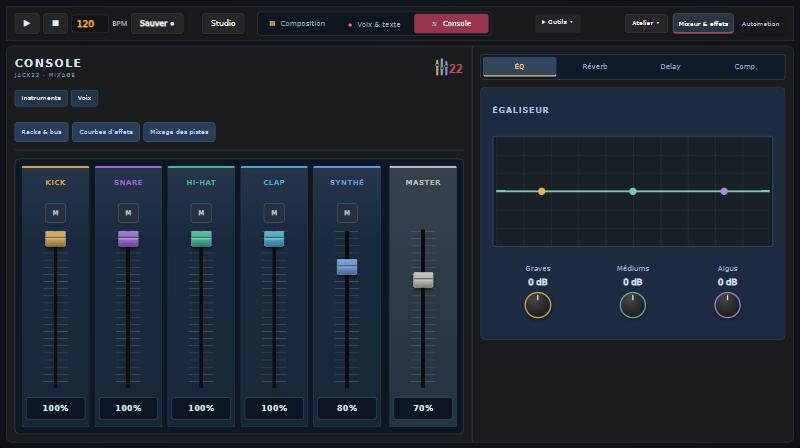 120 BPM Sauver • Studio Composition Voix & texte Console Outils Atelier Mixeur & effets Automation
CONSOLE
JACK22 · MIXAGE
22
Instruments Voix
Racks & bus Courbes d'effets Mixage des pistes
KICK SNARE HI-HAT CLAP SYNTHÉ MASTER
M M M M M
100% 100% 100% 100% 80% 70%
ÉQ Réverb Delay Comp.
ÉGALISEUR
Graves Médiums Aigus
0 dB 0 dB 0 dB